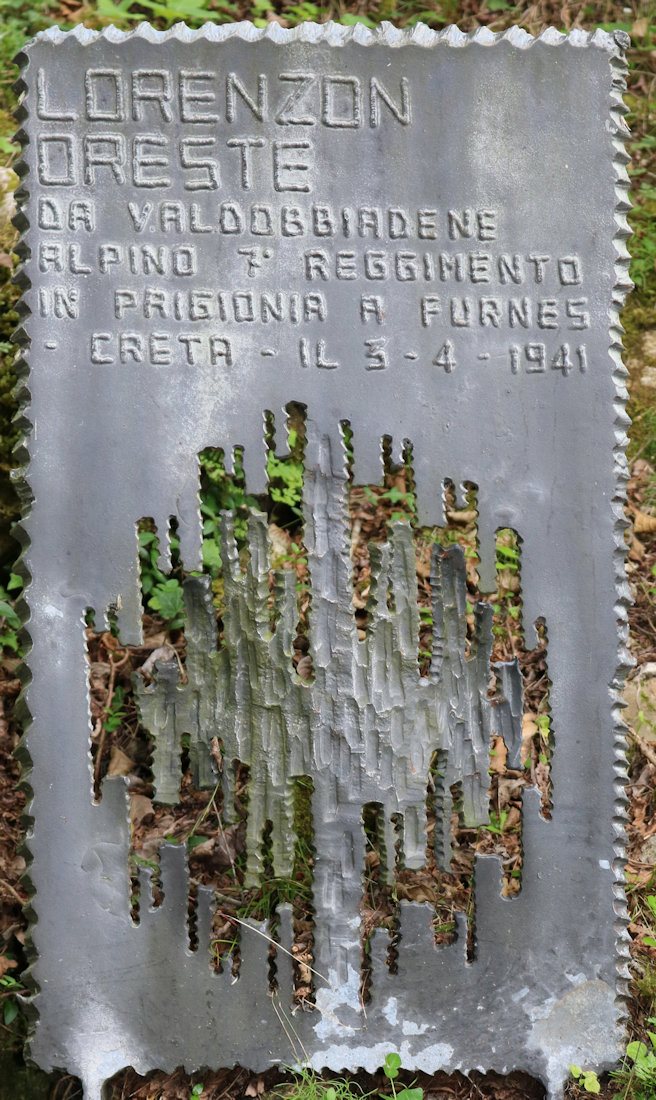 LORENZON
ORESTE
DA VALDOBBIADENE
ALPINO 7° REGGIMENTO
IN PRIGIONIA A FURNES
- CRETA - IL 3 - 4 - 1941